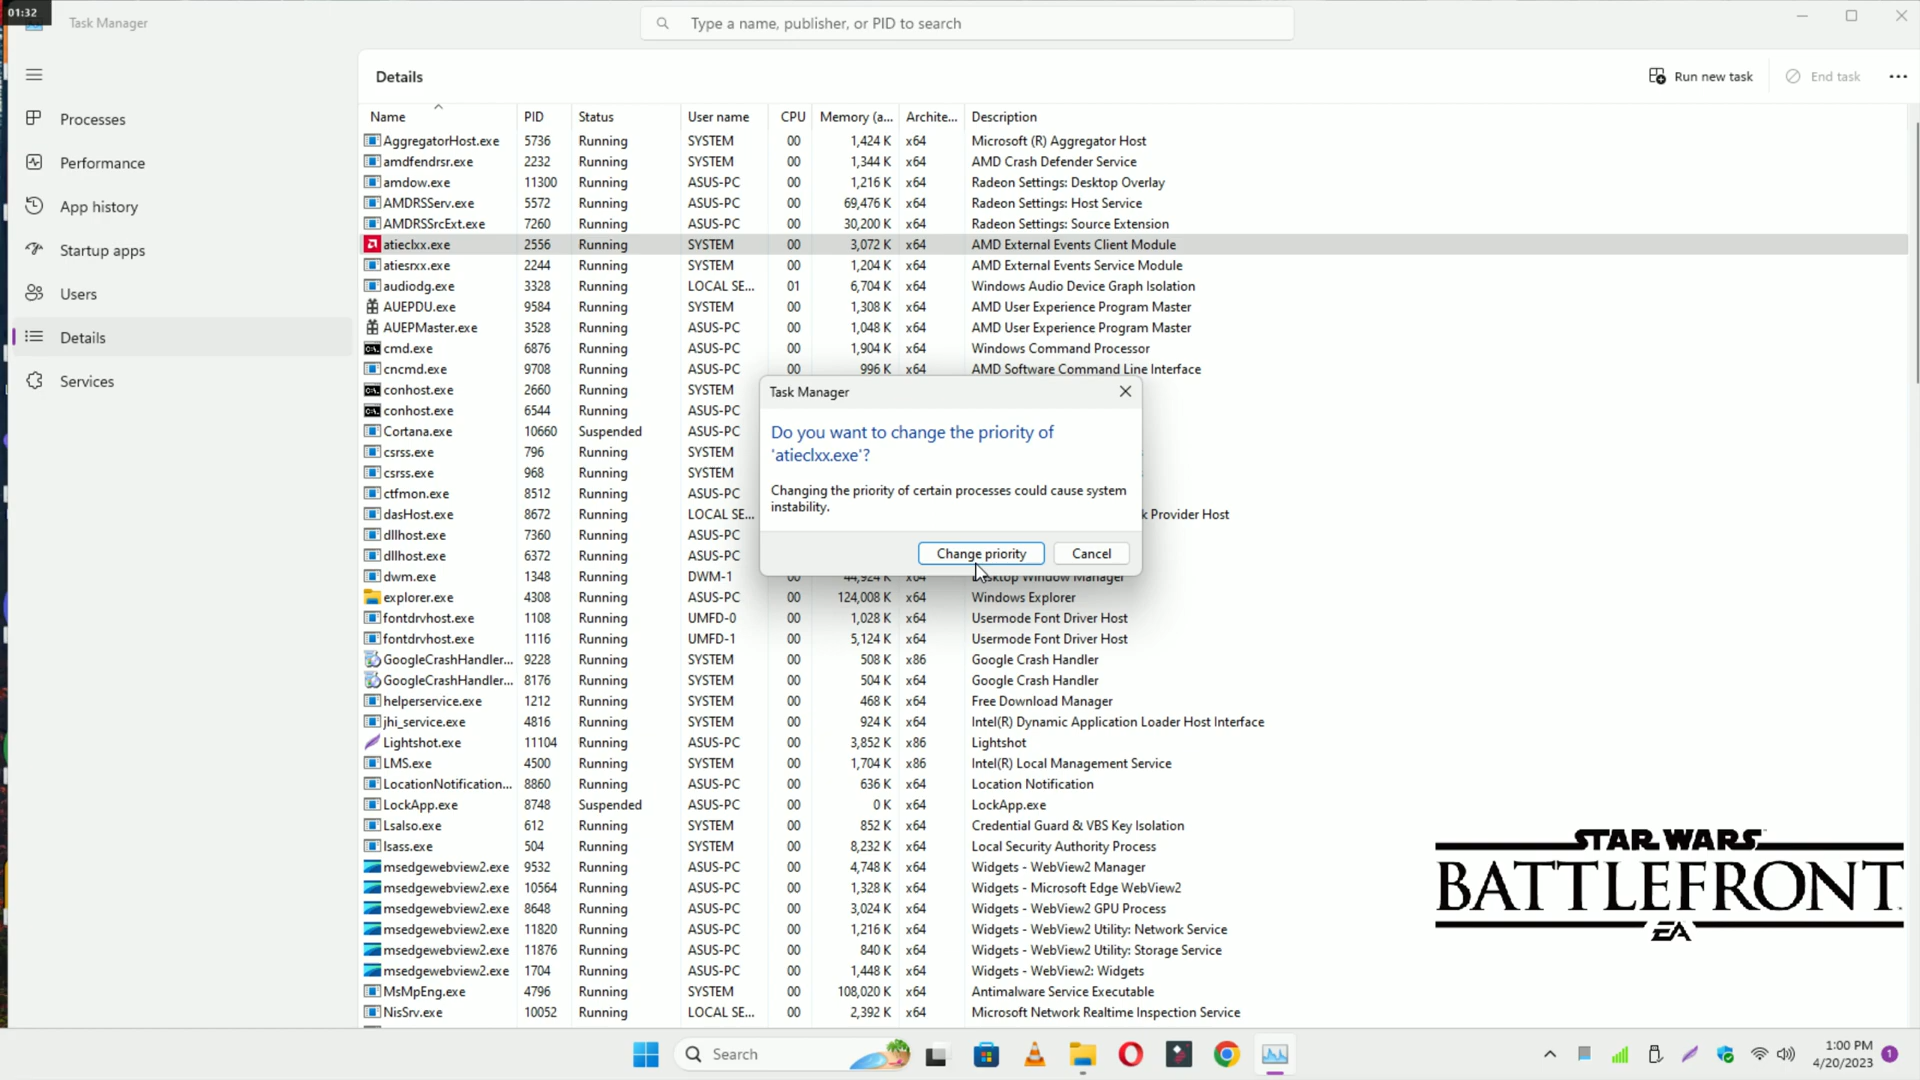 01:32
Task Manager
Type a name, publisher, or PID to search
Details
Run new task
End task
Processes
Performance
App history
Startup apps
Users
Details
Services
Name PID Status User name CPU Memory (a... Archite... Description
AggregatorHost.exe 5736 Running SYSTEM 00 1,424 K x64 Microsoft (R) Aggregator Host
amdfendrsr.exe 2232 Running SYSTEM 00 1,344 K x64 AMD Crash Defender Service
amdow.exe 11300 Running ASUS-PC 00 1,216 K x64 Radeon Settings: Desktop Overlay
AMDRSServ.exe 5572 Running ASUS-PC 00 69,476 K x64 Radeon Settings: Host Service
AMDRSSrcExt.exe 7260 Running ASUS-PC 00 30,200 K x64 Radeon Settings: Source Extension
atieclxx.exe 2556 Running SYSTEM 00 3,072 K x64 AMD External Events Client Module
atiesrxx.exe 2244 Running SYSTEM 00 1,204 K x64 AMD External Events Service Module
audiodg.exe 3328 Running LOCAL SE... 01 6,704 K x64 Windows Audio Device Graph Isolation
AUEPDU.exe 9584 Running SYSTEM 00 1,308 K x64 AMD User Experience Program Master
AUEPMaster.exe 3528 Running ASUS-PC 00 1,048 K x64 AMD User Experience Program Master
cmd.exe 6876 Running ASUS-PC 00 1,904 K x64 Windows Command Processor
cncmd.exe 9708 Running ASUS-PC 00 996 K x64 AMD Software Command Line Interface
conhost.exe 2660 Running SYSTEM
conhost.exe 6544 Running ASUS-PC
Cortana.exe 10660 Suspended ASUS-PC
csrss.exe 796 Running SYSTEM
csrss.exe 968 Running SYSTEM
ctfmon.exe 8512 Running ASUS-PC
dasHost.exe 8672 Running LOCAL SE... k Provider Host
dllhost.exe 7360 Running ASUS-PC
dllhost.exe 6372 Running ASUS-PC
dwm.exe 1348 Running DWM-1 00 44,924 K x64 Desktop Window Manager
explorer.exe 4308 Running ASUS-PC 00 124,008 K x64 Windows Explorer
fontdrvhost.exe 1108 Running UMFD-0 00 1,028 K x64 Usermode Font Driver Host
fontdrvhost.exe 1116 Running UMFD-1 00 5,124 K x64 Usermode Font Driver Host
GoogleCrashHandler... 9228 Running SYSTEM 00 508 K x86 Google Crash Handler
GoogleCrashHandler... 8176 Running SYSTEM 00 504 K x64 Google Crash Handler
helperservice.exe 1212 Running SYSTEM 00 468 K x64 Free Download Manager
jhi_service.exe 4816 Running SYSTEM 00 924 K x64 Intel(R) Dynamic Application Loader Host Interface
Lightshot.exe 11104 Running ASUS-PC 00 3,852 K x86 Lightshot
LMS.exe 4500 Running SYSTEM 00 1,704 K x86 Intel(R) Local Management Service
LocationNotification... 8860 Running ASUS-PC 00 636 K x64 Location Notification
LockApp.exe 8748 Suspended ASUS-PC 00 0 K x64 LockApp.exe
Lsalso.exe 612 Running SYSTEM 00 852 K x64 Credential Guard & VBS Key Isolation
lsass.exe 504 Running SYSTEM 00 8,232 K x64 Local Security Authority Process
msedgewebview2.exe 9532 Running ASUS-PC 00 4,748 K x64 Widgets - WebView2 Manager
msedgewebview2.exe 10564 Running ASUS-PC 00 1,328 K x64 Widgets - Microsoft Edge WebView2
msedgewebview2.exe 8648 Running ASUS-PC 00 3,024 K x64 Widgets - WebView2 GPU Process
msedgewebview2.exe 11820 Running ASUS-PC 00 1,216 K x64 Widgets - WebView2 Utility: Network Service
msedgewebview2.exe 11876 Running ASUS-PC 00 840 K x64 Widgets - WebView2 Utility: Storage Service
msedgewebview2.exe 1704 Running ASUS-PC 00 1,448 K x64 Widgets - WebView2: Widgets
MsMpEng.exe 4796 Running SYSTEM 00 108,020 K x64 Antimalware Service Executable
NisSrv.exe 10052 Running LOCAL SE... 00 2,392 K x64 Microsoft Network Realtime Inspection Service
Task Manager
Do you want to change the priority of
'atieclxx.exe'?
Changing the priority of certain processes could cause system
instability.
Change priority
Cancel
STAR WARS
BATTLEFRONT
EA
Search
1:00 PM
4/20/2023
1